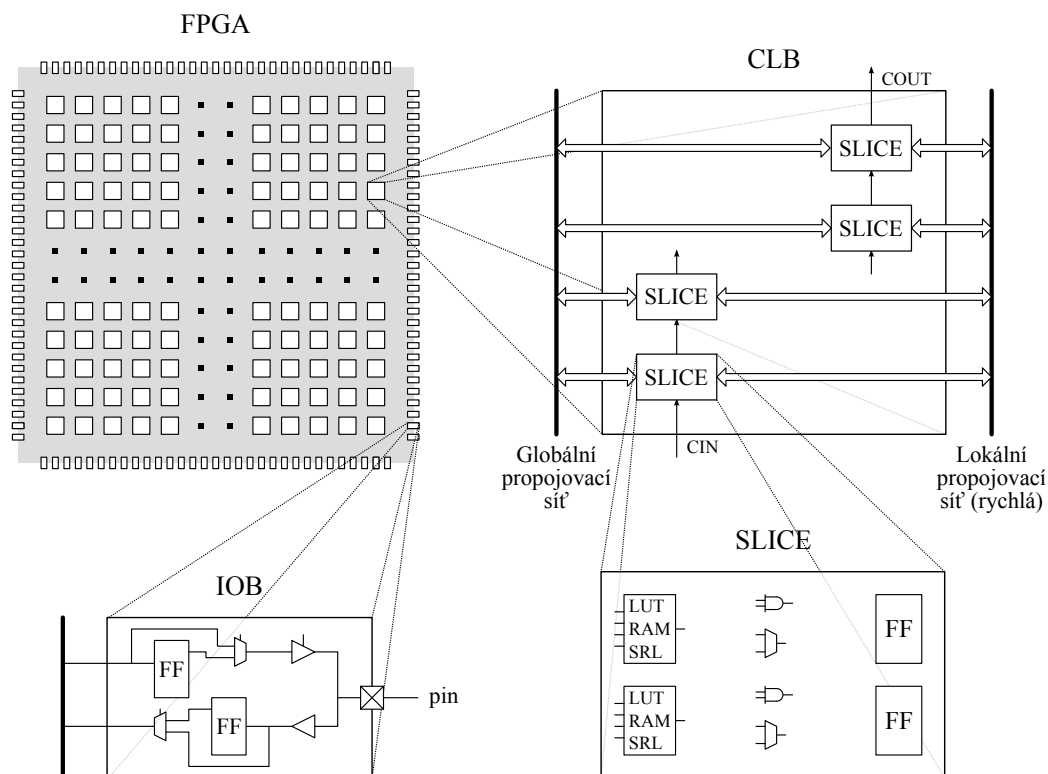 FPGA
CLB
COUT
SLICE
SLICE
SLICE
SLICE
CIN
Globální
propojovací
síť
Lokální
propojovací
síť (rychlá)
IOB
FF
FF
pin
SLICE
LUT
RAM
SRL
FF
LUT
RAM
SRL
FF